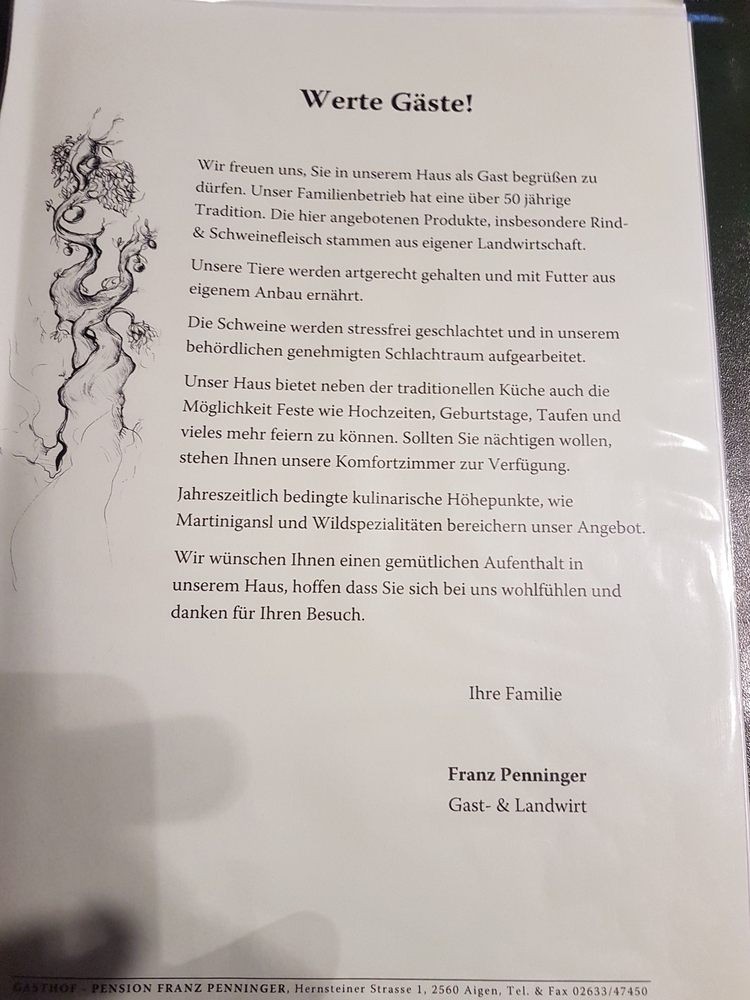 Werte Gäste!
Wir freuen uns, Sie in unserem Haus als Gast begrüßen zu
dürfen. Unser Familienbetrieb hat eine über 50 jährige
Tradition. Die hier angebotenen Produkte, insbesondere Rind-
& Schweinefleisch stammen aus eigener Landwirtschaft.
Unsere Tiere werden artgerecht gehalten und mit Futter aus
eigenem Anbau ernährt.
Die Schweine werden stressfrei geschlachtet und in unserem
behördlichen genehmigten Schlachtraum aufgearbeitet.
Unser Haus bietet neben der traditionellen Küche auch die
Möglichkeit Feste wie Hochzeiten, Geburtstage, Taufen und
vieles mehr feiern zu können. Sollten Sie nächtigen wollen,
stehen Ihnen unsere Komfortzimmer zur Verfügung.
Jahreszeitlich bedingte kulinarische Höhepunkte, wie
Martinigansl und Wildspezialitäten bereichern unser Angebot.
Wir wünschen Ihnen einen gemütlichen Aufenthalt in
unserem Haus, hoffen dass Sie sich bei uns wohlfühlen und
danken für Ihren Besuch.
Ihre Familie
Franz Penninger
Gast- & Landwirt
GASTHOF - PENSION FRANZ PENNINGER, Hernsteiner Strasse 1, 2560 Aigen, Tel. & Fax 02633/47450